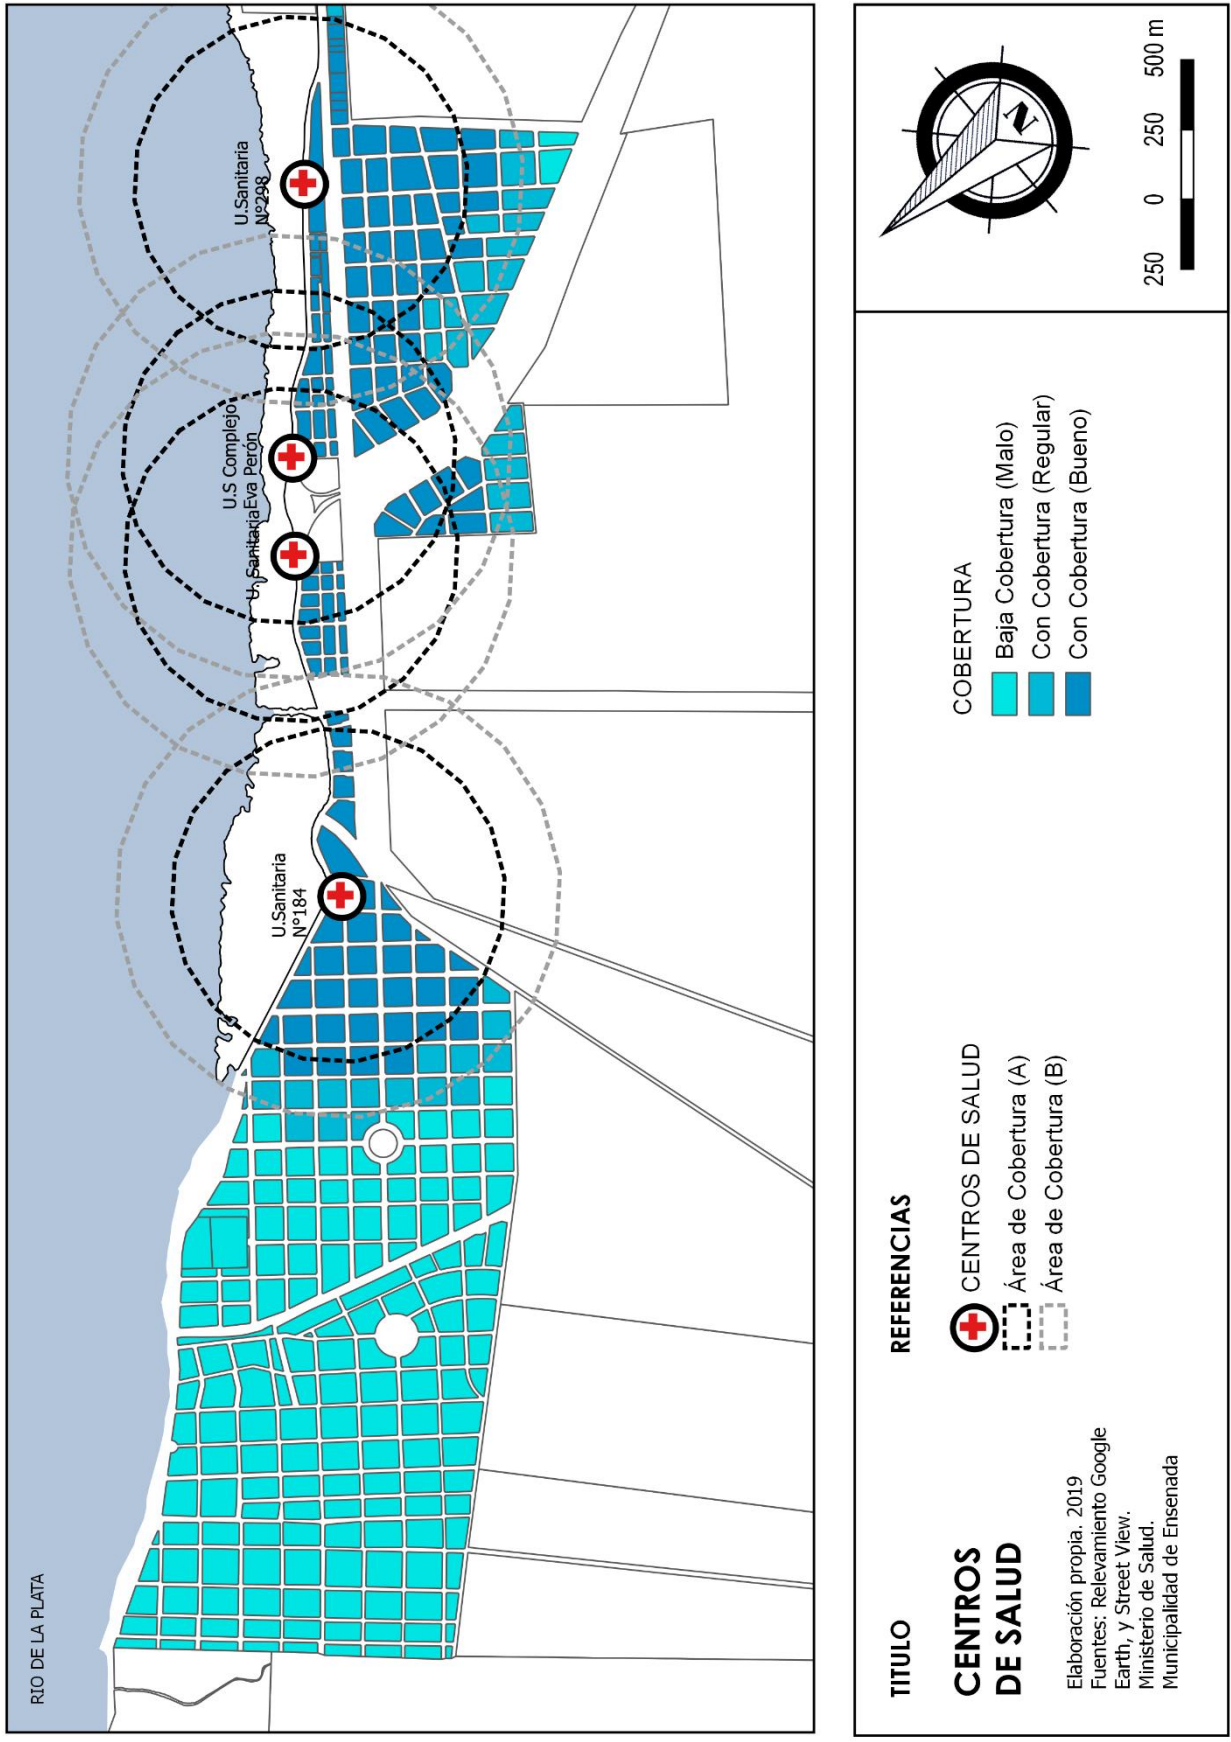 RIO DE LA PLATA
U.Sanitaria
N°184
U. Sanitaria
U.S Complejo
Eva Perón
U.Sanitaria
N°298
TITULO
CENTROS
DE SALUD
Elaboración propia. 2019
Fuentes: Relevamiento Google
Earth, y Street View.
Ministerio de Salud.
Municipalidad de Ensenada
REFERENCIAS
CENTROS DE SALUD
Área de Cobertura (A)
Área de Cobertura (B)
COBERTURA
Baja Cobertura (Malo)
Con Cobertura (Regular)
Con Cobertura (Bueno)
N
250 0 250 500 m